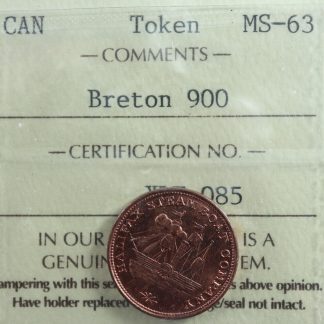 CAN Token MS-63
COMMENTS
Breton 900
CERTIFICATION NO.
085
IN OUR IS A
GENUIN EM.
ampering with this se s above opinion.
Have holder replaced ge/seal not intact.
HALIFAX STEAMBOAT COMPANY